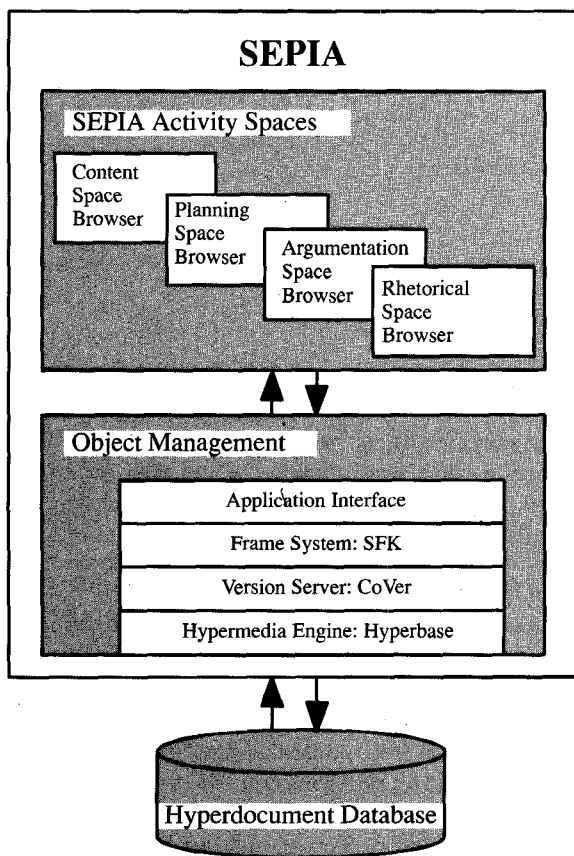 SEPIA
SEPIA Activity Spaces
Content
Space
Browser
Planning
Space
Browser
Argumentation
Space
Browser
Rhetorical
Space
Browser
Object Management
Application Interface
Frame System: SFK
Version Server: CoVer
Hypermedia Engine: Hyperbase
Hyperdocument Database